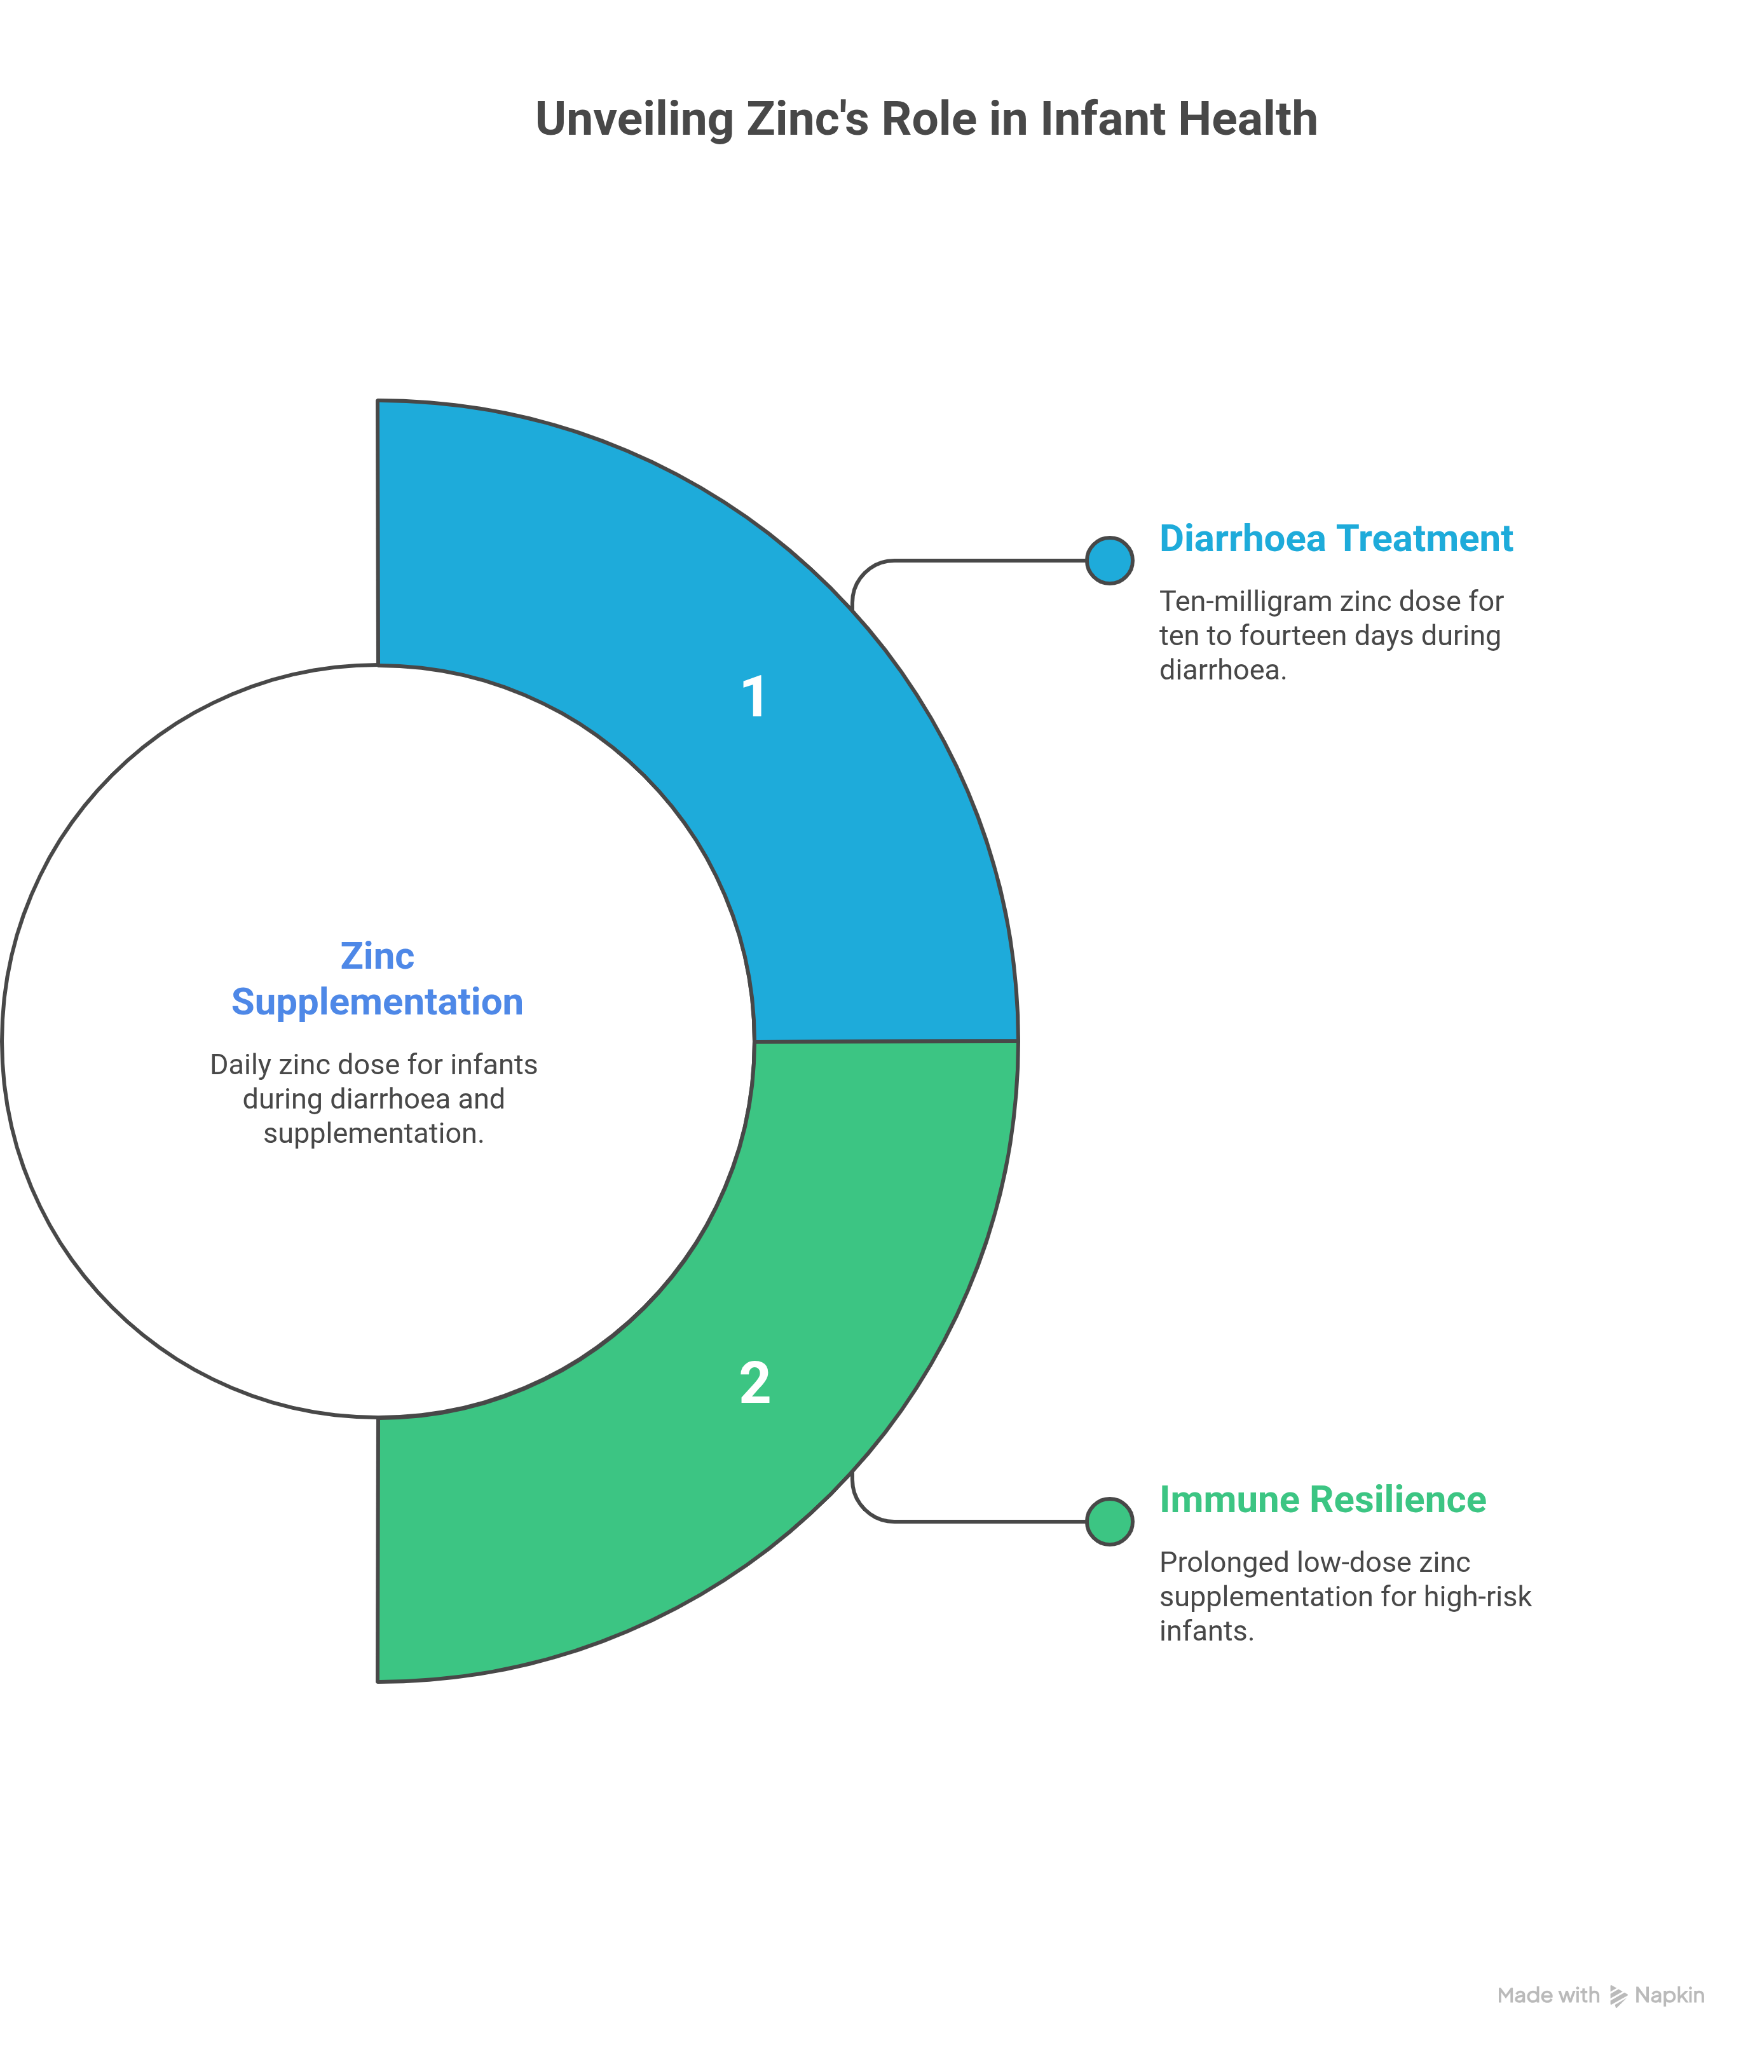 Unveiling Zinc's Role in Infant Health
1
Diarrhoea Treatment
Ten-milligram zinc dose for
ten to fourteen days during
diarrhoea.
Zinc
Supplementation
Daily zinc dose for infants
during diarrhoea and
supplementation.
2
Immune Resilience
Prolonged low-dose zinc
supplementation for high-risk
infants.
Made with Napkin